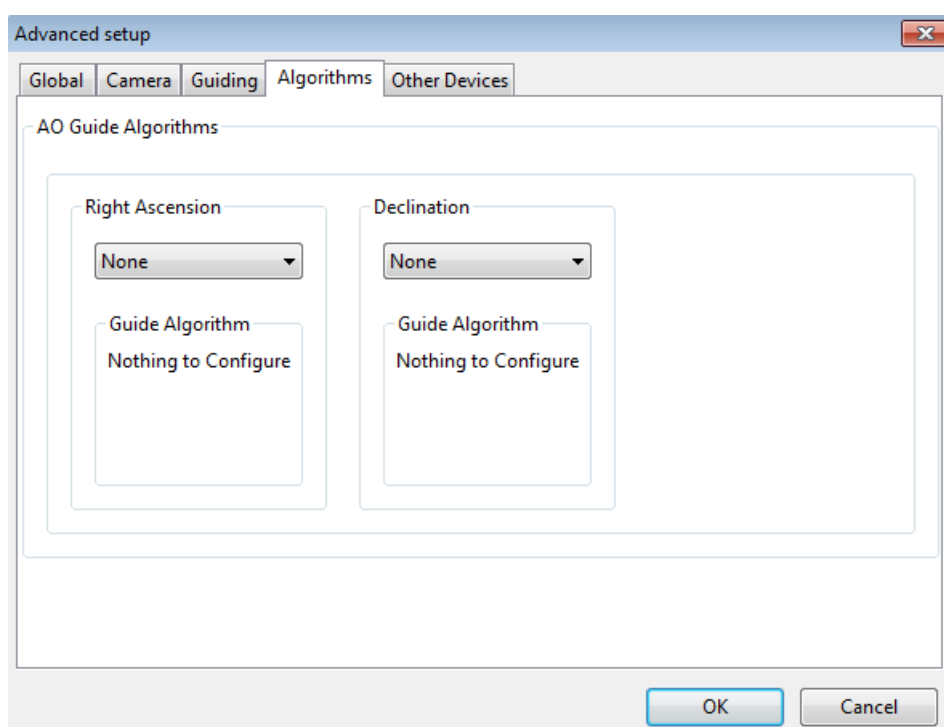 Advanced setup
Global Camera Guiding Algorithms Other Devices
AO Guide Algorithms
Right Ascension
None
Guide Algorithm
Nothing to Configure
Declination
None
Guide Algorithm
Nothing to Configure
OK Cancel